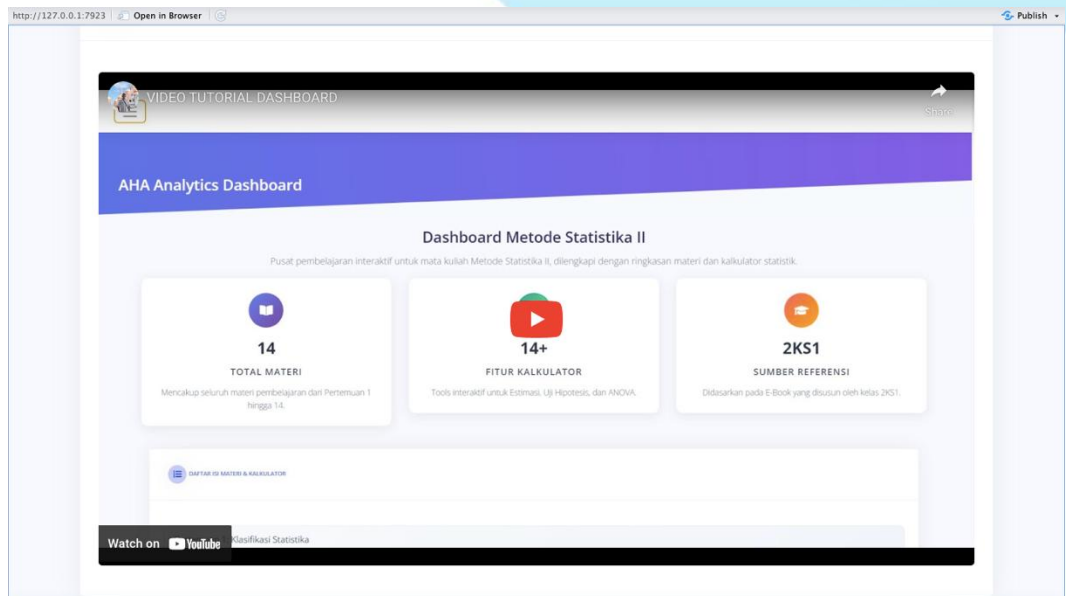 http://127.0.0.1:7923 Open in Browser Publish
VIDEO TUTORIAL DASHBOARD
Share
AHA Analytics Dashboard
Dashboard Metode Statistika II
Pusat pembelajaran interaktif untuk mata kuliah Metode Statistika II, dilengkapi dengan ringkasan materi dan kalkulator statistik.
14
TOTAL MATERI
Mencakup seluruh materi pembelajaran dari Pertemuan 1
hingga 14.
14+
FITUR KALKULATOR
Tools interaktif untuk Estimasi, Uji Hipotesis, dan ANOVA.
2KS1
SUMBER REFERENSI
Didasarkan pada E-Book yang disusun oleh kelas 2KS1.
DAFTAR ISI MATERI & KALKULATOR
Klasifikasi Statistika
Watch on YouTube